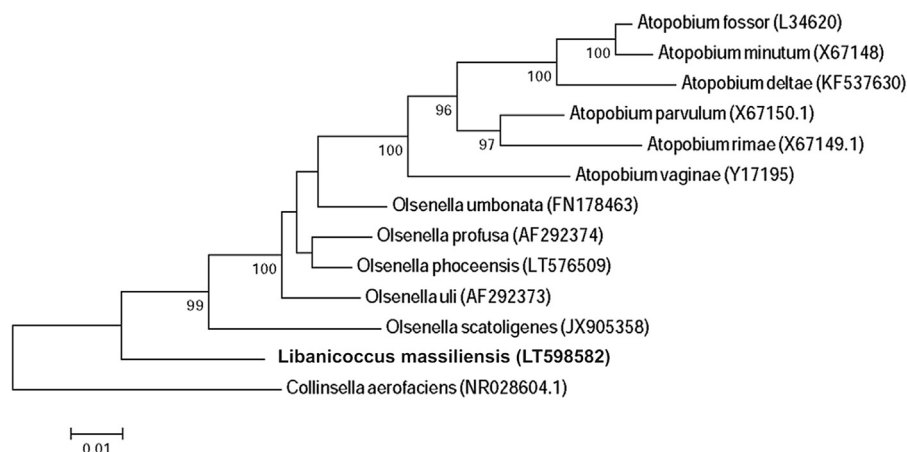 Atopobium fossor (L34620)
100
Atopobium minutum (X67148)
100
Atopobium deltae (KF537630)
96
Atopobium parvulum (X67150.1)
97
Atopobium rimae (X67149.1)
100
Atopobium vaginae (Y17195)
Olsenella umbonata (FN178463)
Olsenella profusa (AF292374)
100
Olsenella phoceensis (LT576509)
Olsenella uli (AF292373)
99
Olsenella scatoligenes (JX905358)
Libanicoccus massiliensis (LT598582)
Collinsella aerofaciens (NR028604.1)
0.01